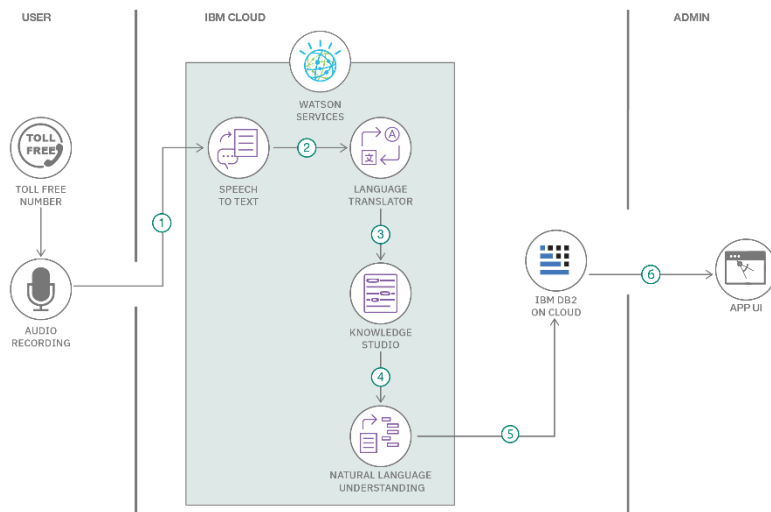 USER
IBM CLOUD
ADMIN
WATSON
SERVICES
TOLL
FREE
TOLL FREE
NUMBER
SPEECH
TO TEXT
2
A
文
LANGUAGE
TRANSLATOR
1
3
AUDIO
RECORDING
KNOWLEDGE
STUDIO
IBM DB2
ON CLOUD
6
APP UI
4
NATURAL LANGUAGE
UNDERSTANDING
5